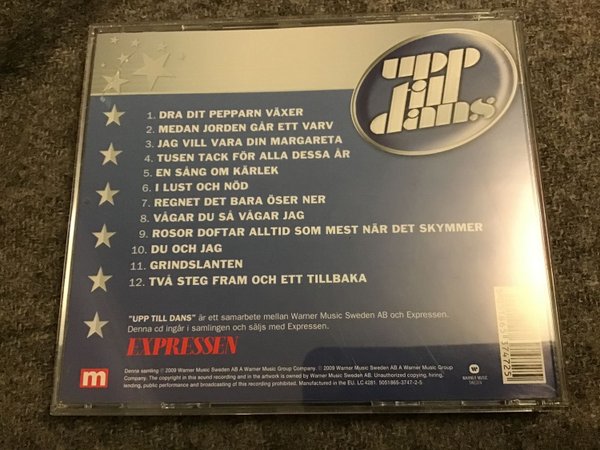 upp
till
dans
1. DRA DIT PEPPARN VÄXER
2. MEDAN JORDEN GÅR ETT VARV
3. JAG VILL VARA DIN MARGARETA
4. TUSEN TACK FÖR ALLA DESSA ÅR
5. EN SÅNG OM KÄRLEK
6. I LUST OCH NÖD
7. REGNET DET BARA ÖSER NER
8. VÅGAR DU SÅ VÅGAR JAG
9. ROSOR DOFTAR ALLTID SOM MEST NÄR DET SKYMMER
10. DU OCH JAG
11. GRINDSLANTEN
12. TVÅ STEG FRAM OCH ETT TILLBAKA
"UPP TILL DANS" är ett samarbete mellan Warner Music Sweden AB och Expressen.
Denna cd ingår i samlingen och säljs med Expressen.
EXPRESSEN
m
Denna samling ℗ 2009 Warner Music Sweden AB A Warner Music Group Company. © 2009 Warner Music Sweden AB A Warner Music Group
Company. The copyright in this sound recording and in the artwork is owned by Warner Music Sweden AB. Unauthorized copying, hiring,
lending, public performance and broadcasting of this recording prohibited. Manufactured in the EU. LC 4281. 5051865-3747-2-5
WARNER MUSIC
SWEDEN